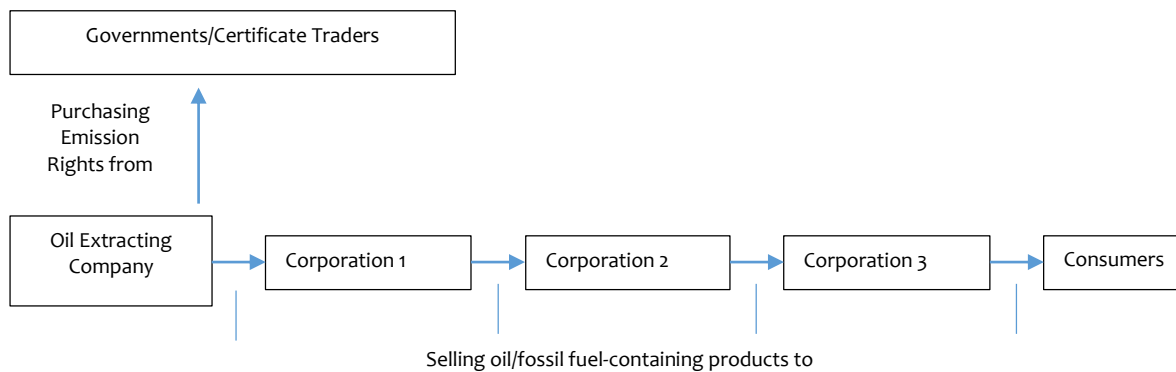 Governments/Certificate Traders
Purchasing
Emission
Rights from
Oil Extracting
Company
Corporation 1
Corporation 2
Corporation 3
Consumers
Selling oil/fossil fuel-containing products to